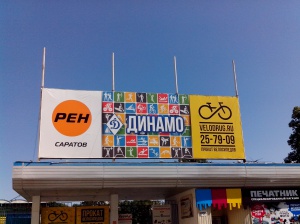 РЕН
САРАТОВ
ДИНАМО
VELODRUG.RU
25-79-09
ПЕЧАТНИК
ПРОКАТ